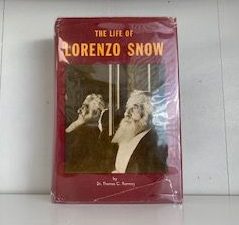 THE LIFE OF
LORENZO SNOW
by
Dr. Thomas C. Romney